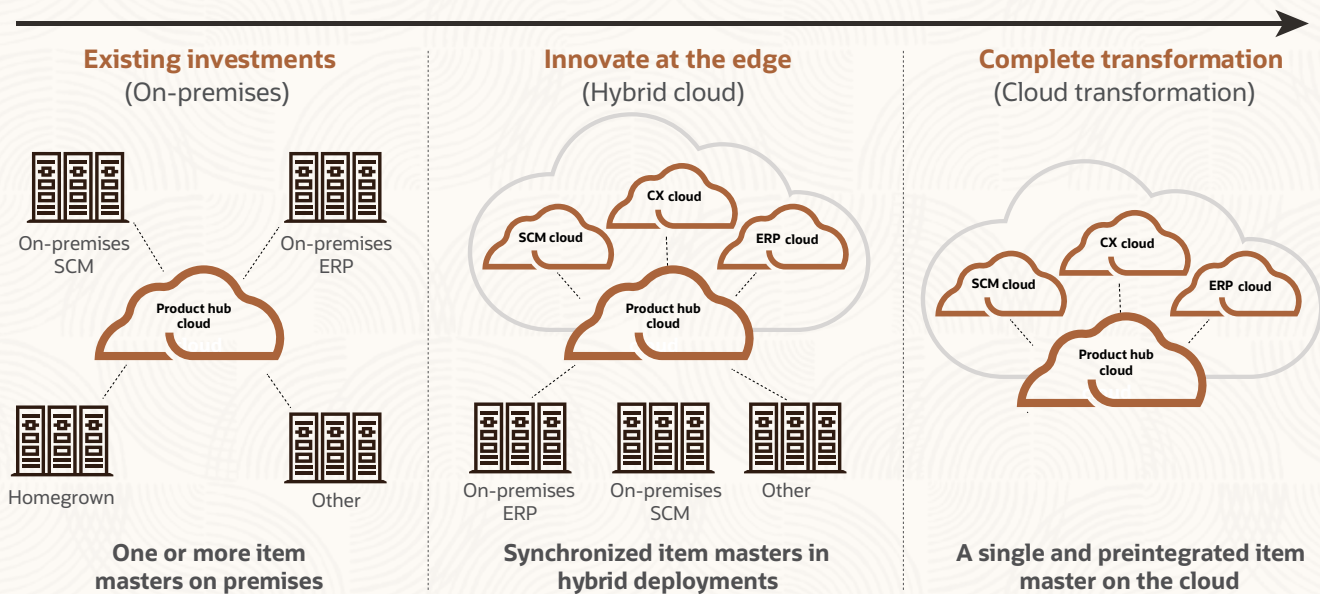 Existing investments
(On-premises)
On-premises
SCM
On-premises
ERP
Product hub
cloud
Homegrown
Other
One or more item
masters on premises
Innovate at the edge
(Hybrid cloud)
CX cloud
SCM cloud
ERP cloud
Product hub
cloud
On-premises
ERP
On-premises
SCM
Other
Synchronized item masters in
hybrid deployments
Complete transformation
(Cloud transformation)
CX cloud
SCM cloud
ERP cloud
Product hub
cloud
A single and preintegrated item
master on the cloud